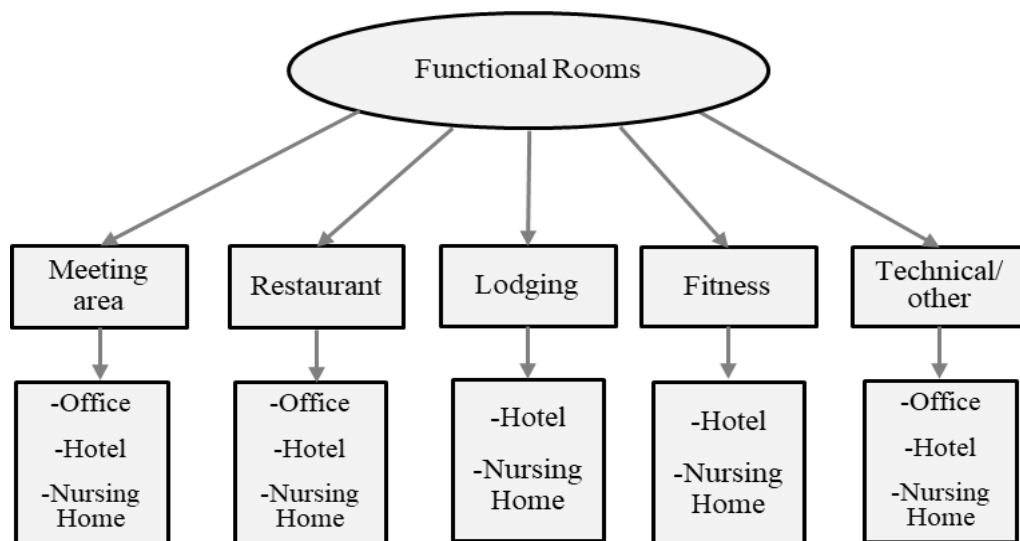 Functional Rooms
Meeting
area
Restaurant
Lodging
Fitness
Technical/
other
-Office
-Hotel
-Nursing
Home
-Office
-Hotel
-Nursing
Home
-Hotel
-Nursing
Home
-Hotel
-Nursing
Home
-Office
-Hotel
-Nursing
Home